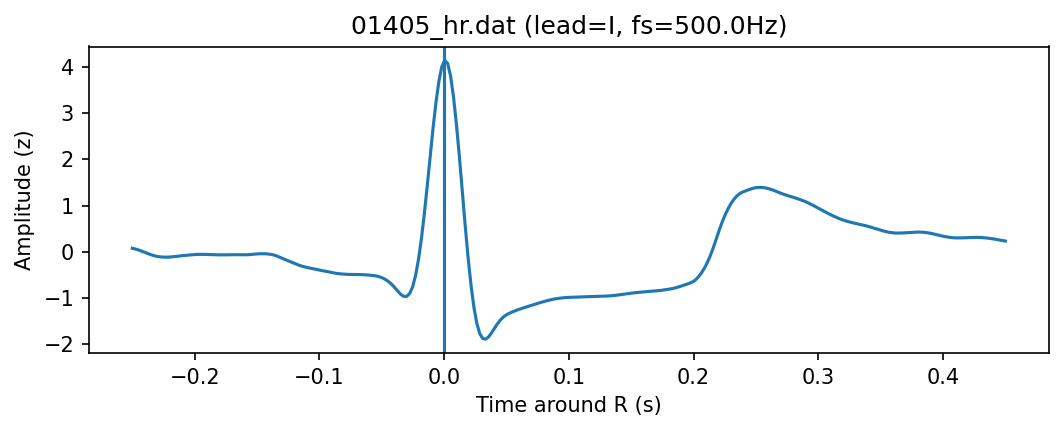 01405_hr.dat (lead=I, fs=500.0Hz)
Amplitude (z)
4
3
2
1
0
−1
−2
−0.2 −0.1 0.0 0.1 0.2 0.3 0.4
Time around R (s)